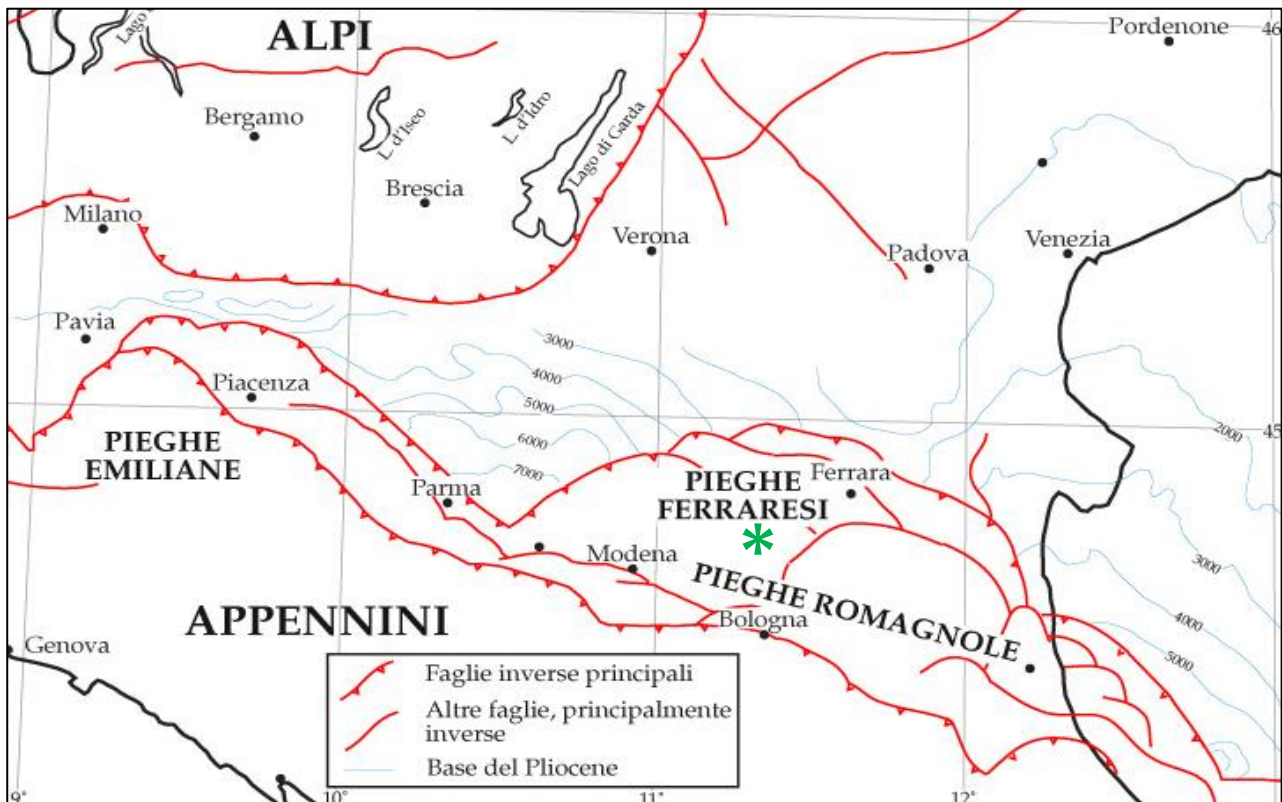 Lago
ALPI
Pordenone
46
Bergamo
L. d'Iseo
L. d'Idro
Lago di Garda
Brescia
Milano
Verona
Padova
Venezia
Pavia
3000
4000
5000
6000
7000
Piacenza
45
2000
PIEGHE
EMILIANE
Parma
PIEGHE
FERRARESI
Ferrara
*
Modena
3000
PIEGHE ROMAGNOLE
4000
5000
APPENNINI
Bologna
Genova
Faglie inverse principali
Altre faglie, principalmente
inverse
Base del Pliocene
9°
10°
11°
12°